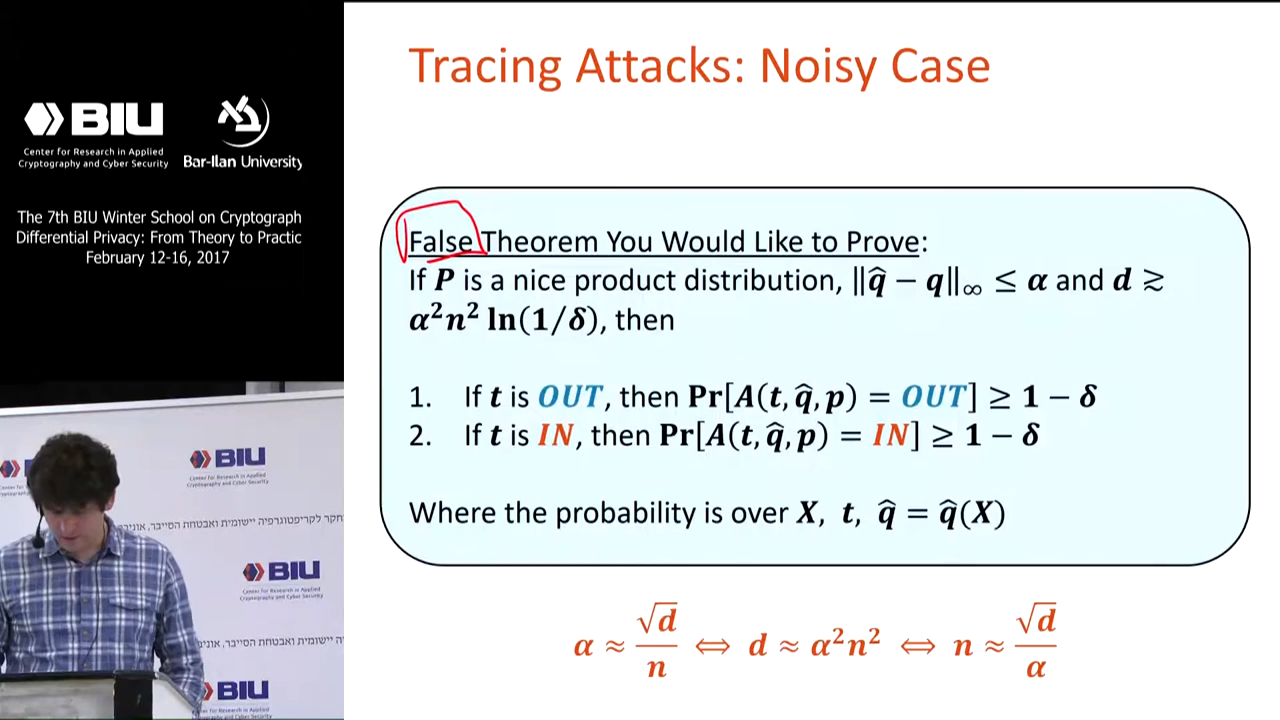 Tracing Attacks: Noisy Case
BIU
Center for Research in Applied
Cryptography and Cyber Security
Bar-Ilan University
The 7th BIU Winter School on Cryptograph
Differential Privacy: From Theory to Practic
February 12-16, 2017
False Theorem You Would Like to Prove:
If P is a nice product distribution, ‖q̂ − q‖∞ ≤ α and d ≳
α²n² ln(1/δ), then
1. If t is OUT, then Pr[A(t, q̂, p) = OUT] ≥ 1 − δ
2. If t is IN, then Pr[A(t, q̂, p) = IN] ≥ 1 − δ
Where the probability is over X, t, q̂ = q̂(X)
α ≈ √d/n ⟺ d ≈ α²n² ⟺ n ≈ √d/α
BIU
Center for Research in Applied
Cryptography and Cyber Security
BIU
Center for Research in Applied
Cryptography and Cyber Security
BIU